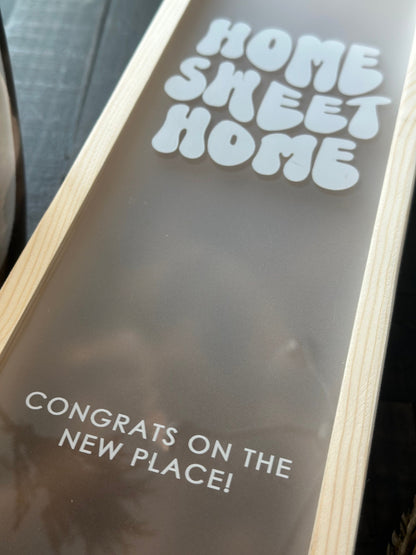 HOME
SWEET
HOME
CONGRATS ON THE
NEW PLACE!